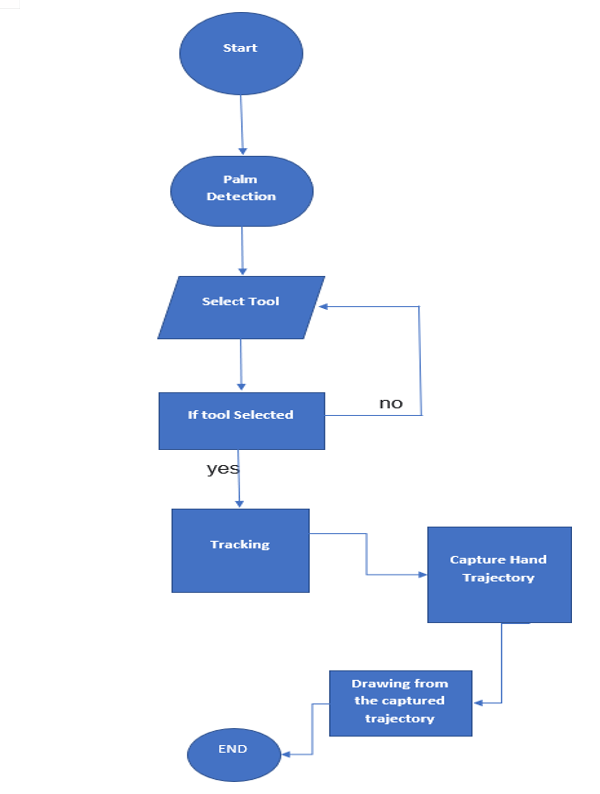 Start
Palm
Detection
Select Tool
If tool Selected
no
yes
Tracking
Capture Hand
Trajectory
Drawing from
the captured
trajectory
END